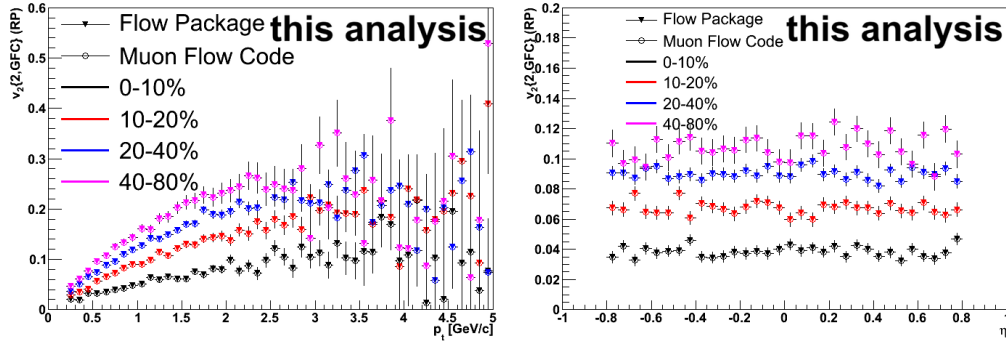 this analysis
Flow Package
Muon Flow Code
0-10%
10-20%
20-40%
40-80%
v2{2,GFC} (RP)
0.6
0.5
0.4
0.3
0.2
0.1
0
0 0.5 1 1.5 2 2.5 3 3.5 4 4.5 5
pt [GeV/c]
this analysis
Flow Package
Muon Flow Code
0-10%
10-20%
20-40%
40-80%
v2{2,GFC} (RP)
0.2
0.18
0.16
0.14
0.12
0.1
0.08
0.06
0.04
0.02
0
-1 -0.8 -0.6 -0.4 -0.2 0 0.2 0.4 0.6 0.8 1
η